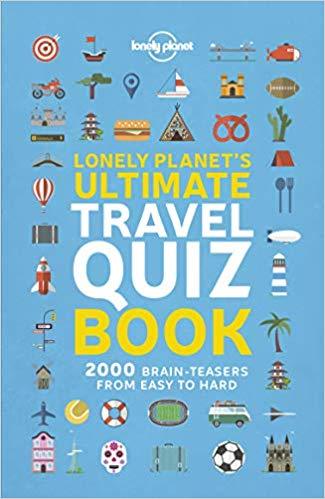 lonely planet
LONELY PLANET'S
ULTIMATE
TRAVEL
QUIZ
BOOK
2000 BRAIN-TEASERS
FROM EASY TO HARD